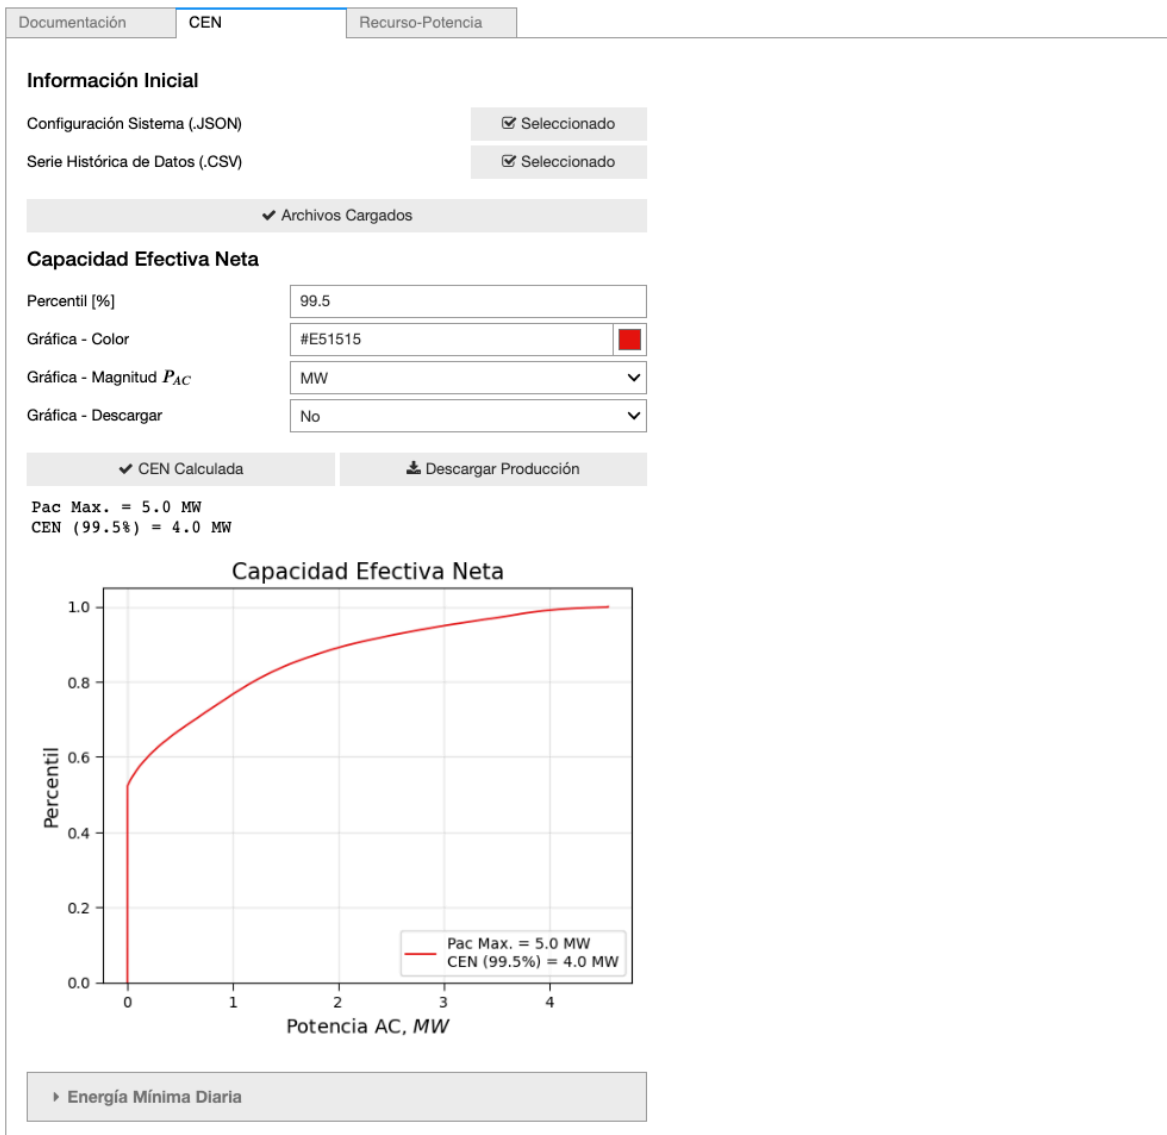 Documentación
CEN
Recurso-Potencia
Información Inicial
Configuración Sistema (.JSON)
Seleccionado
Serie Histórica de Datos (.CSV)
Seleccionado
Archivos Cargados
Capacidad Efectiva Neta
Percentil [%]
99.5
Gráfica - Color
#E51515
Gráfica - Magnitud P_AC
MW
Gráfica - Descargar
No
CEN Calculada
Descargar Producción
Pac Max. = 5.0 MW
CEN (99.5%) = 4.0 MW
Capacidad Efectiva Neta
1.0
0.8
0.6
0.4
0.2
0.0
Percentil
Pac Max. = 5.0 MW
CEN (99.5%) = 4.0 MW
0 1 2 3 4
Potencia AC, MW
Energía Mínima Diaria